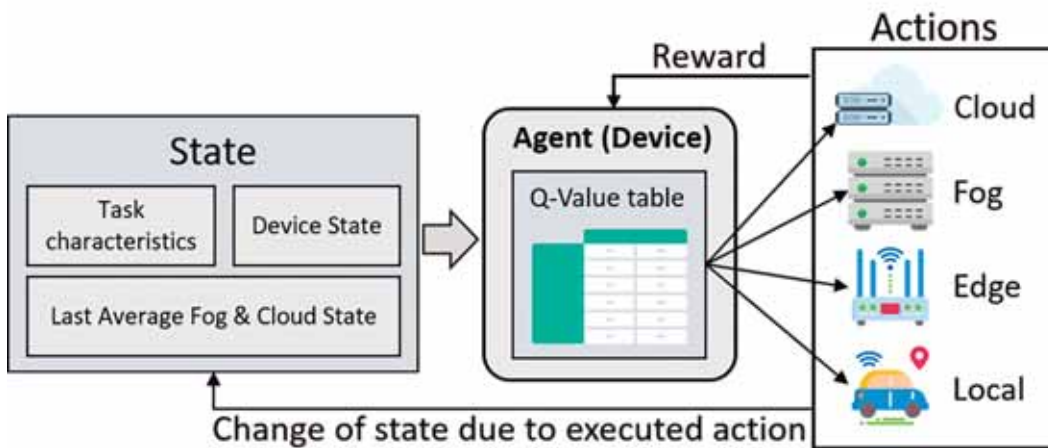 Actions
Reward
Cloud
State
Agent (Device)
Task
characteristics
Device State
Q-Value table
Fog
Last Average Fog & Cloud State
Edge
Local
Change of state due to executed action